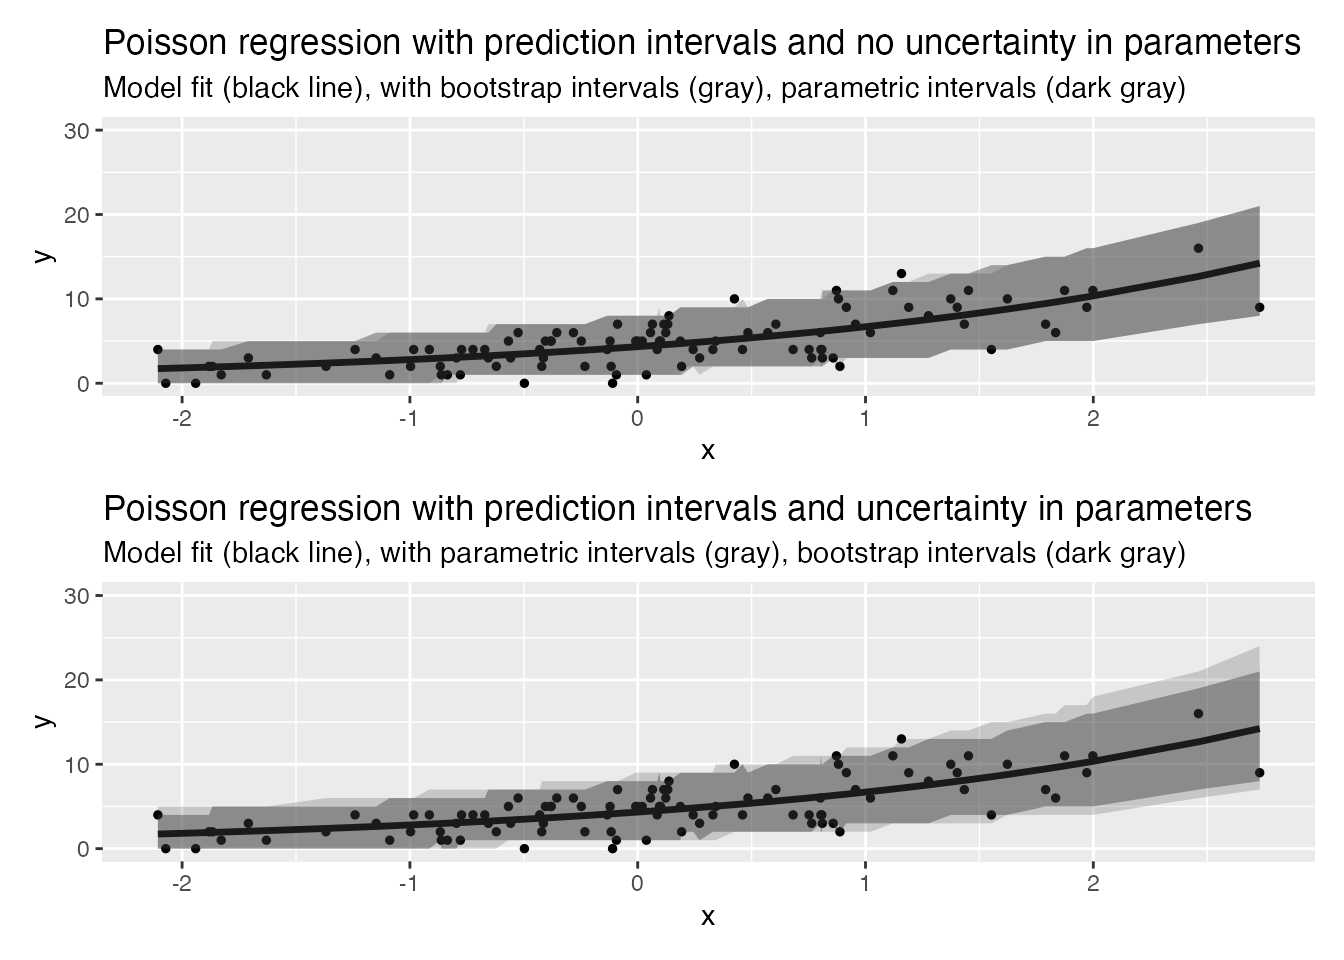 Poisson regression with prediction intervals and no uncertainty in parameters
Model fit (black line), with bootstrap intervals (gray), parametric intervals (dark gray)
30
20
10
0
y
-2 -1 0 1 2
x
Poisson regression with prediction intervals and uncertainty in parameters
Model fit (black line), with parametric intervals (gray), bootstrap intervals (dark gray)
30
20
10
0
y
-2 -1 0 1 2
x